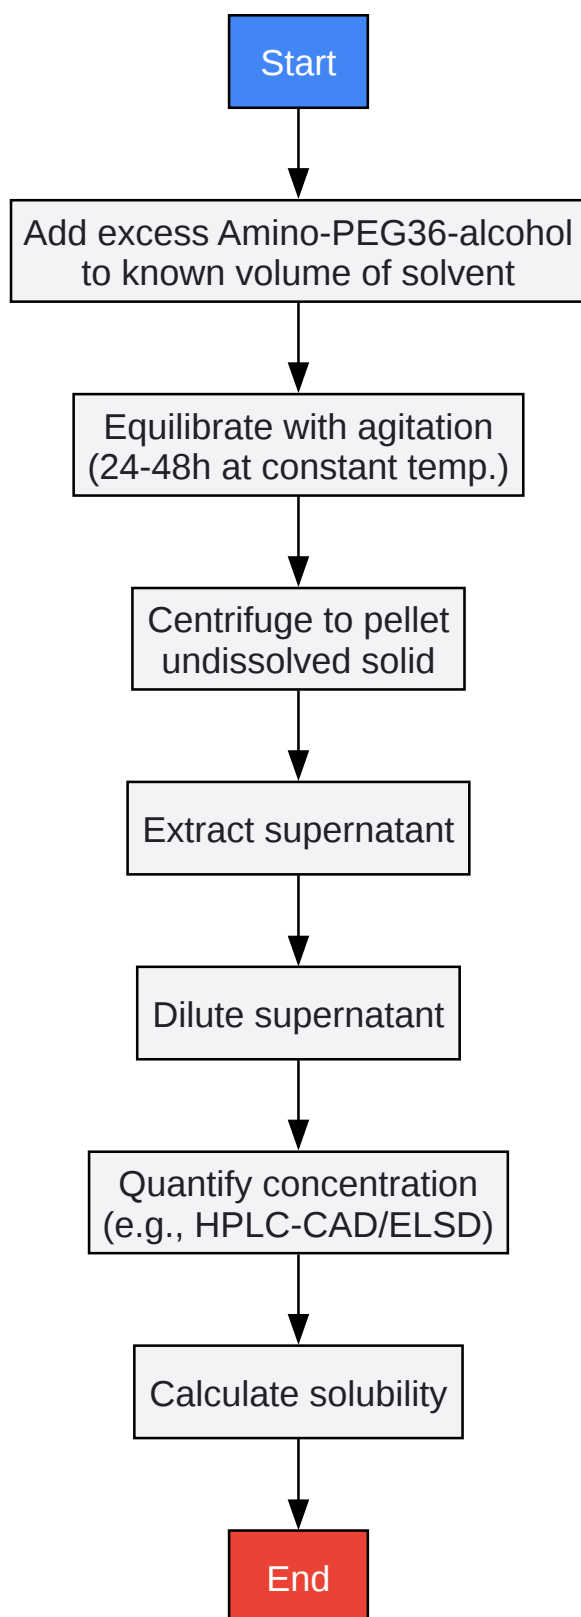 Start
Add excess Amino-PEG36-alcohol
to known volume of solvent
Equilibrate with agitation
(24-48h at constant temp.)
Centrifuge to pellet
undissolved solid
Extract supernatant
Dilute supernatant
Quantify concentration
(e.g., HPLC-CAD/ELSD)
Calculate solubility
End